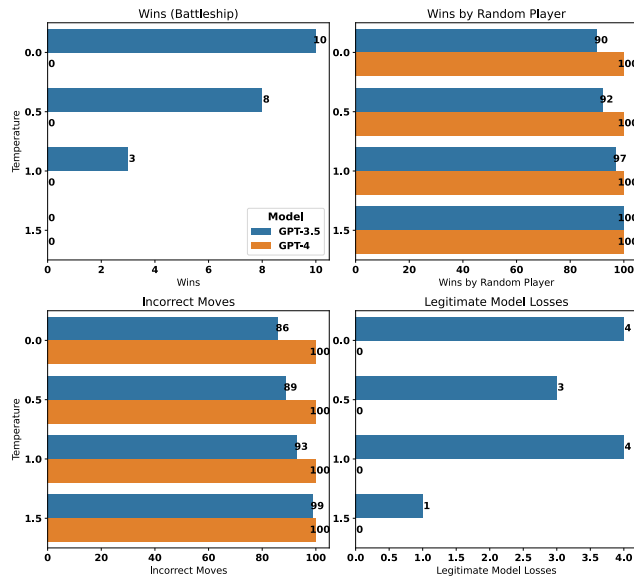 Wins (Battleship)
Temperature
0.0
0.5
1.0
1.5
10
0
8
0
3
0
0
0
Model
GPT-3.5
GPT-4
0 2 4 6 8 10
Wins
Wins by Random Player
0.0
0.5
1.0
1.5
90
100
92
100
97
100
100
100
0 20 40 60 80 100
Wins by Random Player
Incorrect Moves
Temperature
0.0
0.5
1.0
1.5
86
100
89
100
93
100
99
100
0 20 40 60 80 100
Incorrect Moves
Legitimate Model Losses
0.0
0.5
1.0
1.5
4
0
3
0
4
0
1
0
0.0 0.5 1.0 1.5 2.0 2.5 3.0 3.5 4.0
Legitimate Model Losses